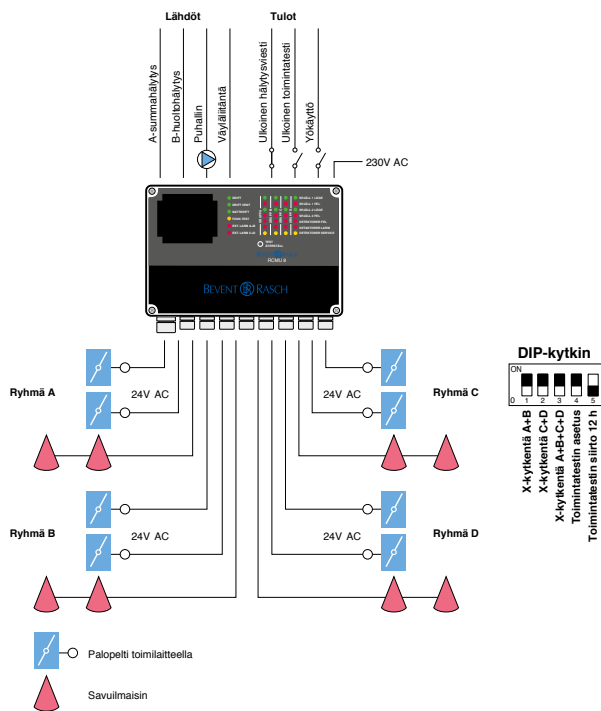 Lähdöt
Tulot
A-summahälytys
B-huoltohälytys
Puhallin
Väyläliitäntä
Ulkoinen hälytysviesti
Ulkoinen toimintatesti
Yökäyttö
230V AC
RCMU 8
BEVENT RASCH
Ryhmä A
24V AC
Ryhmä C
24V AC
Ryhmä B
24V AC
Ryhmä D
24V AC
DIP-kytkin
ON
0 1 2 3 4 5
X-kytkentä A+B
X-kytkentä C+D
X-kytkentä A+B+C+D
Toimintatestin asetus
Toimintatestin siirto 12 h
Palopelti toimilaitteella
Savuilmaisin